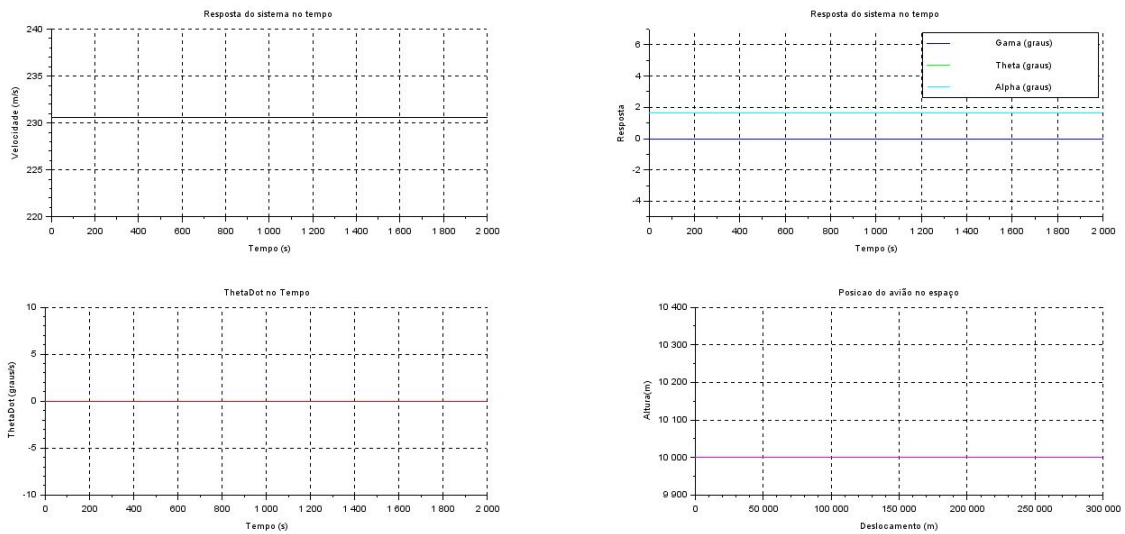 Resposta do sistema no tempo
240
235
230
225
220
Velocidade (m/s)
0 200 400 600 800 1 000 1 200 1 400 1 600 1 800 2 000
Tempo (s)
Resposta do sistema no tempo
6
4
2
0
-2
-4
Resposta
Gama (graus)
Theta (graus)
Alpha (graus)
0 200 400 600 800 1 000 1 200 1 400 1 600 1 800 2 000
Tempo (s)
ThetaDot no Tempo
10
5
0
-5
-10
ThetaDot (graus/s)
0 200 400 600 800 1 000 1 200 1 400 1 600 1 800 2 000
Tempo (s)
Posicao do avião no espaço
10 400
10 300
10 200
10 100
10 000
9 900
Altura(m)
0 50 000 100 000 150 000 200 000 250 000 300 000
Deslocamento (m)